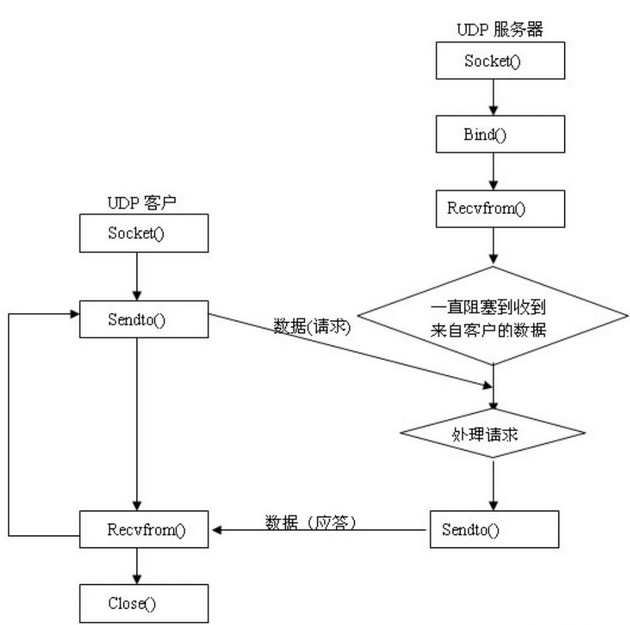 UDP 服务器
Socket()
Bind()
Recvfrom()
UDP 客户
Socket()
一直阻塞到收到
来自客户的数据
Sendto()
数据(请求)
处理请求
Recvfrom()
数据（应答）
Sendto()
Close()